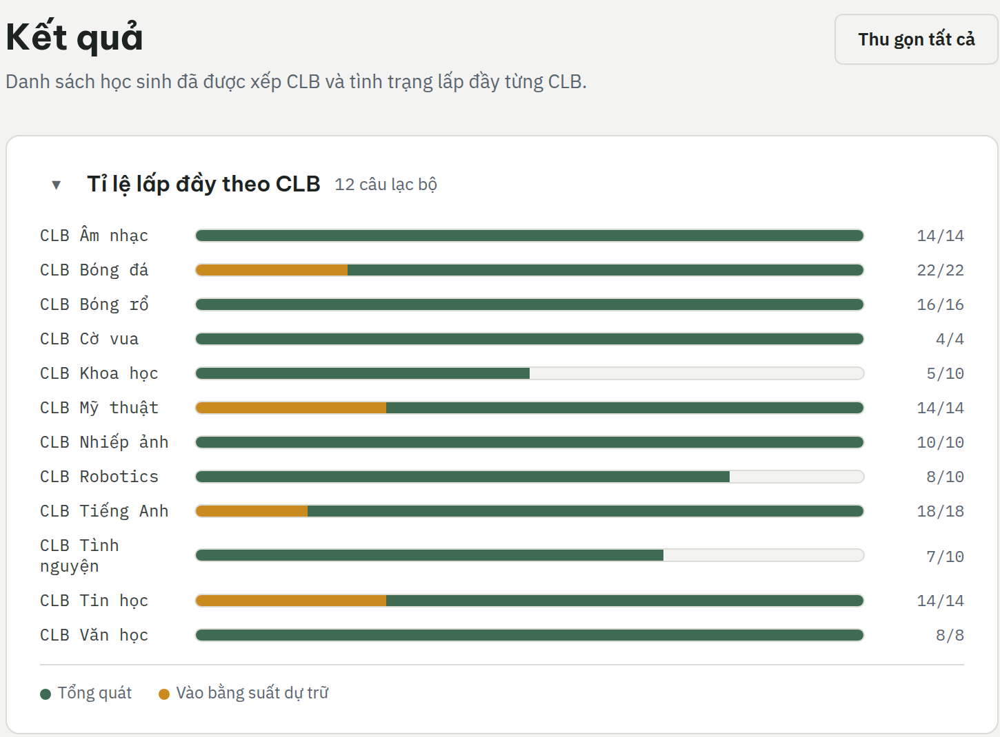 Kết quả
Thu gọn tất cả
Danh sách học sinh đã được xếp CLB và tình trạng lấp đầy từng CLB.
▼ Tỉ lệ lấp đầy theo CLB 12 câu lạc bộ
CLB Âm nhạc 14/14
CLB Bóng đá 22/22
CLB Bóng rổ 16/16
CLB Cờ vua 4/4
CLB Khoa học 5/10
CLB Mỹ thuật 14/14
CLB Nhiếp ảnh 10/10
CLB Robotics 8/10
CLB Tiếng Anh 18/18
CLB Tình
nguyện 7/10
CLB Tin học 14/14
CLB Văn học 8/8
Tổng quát Vào bằng suất dự trữ